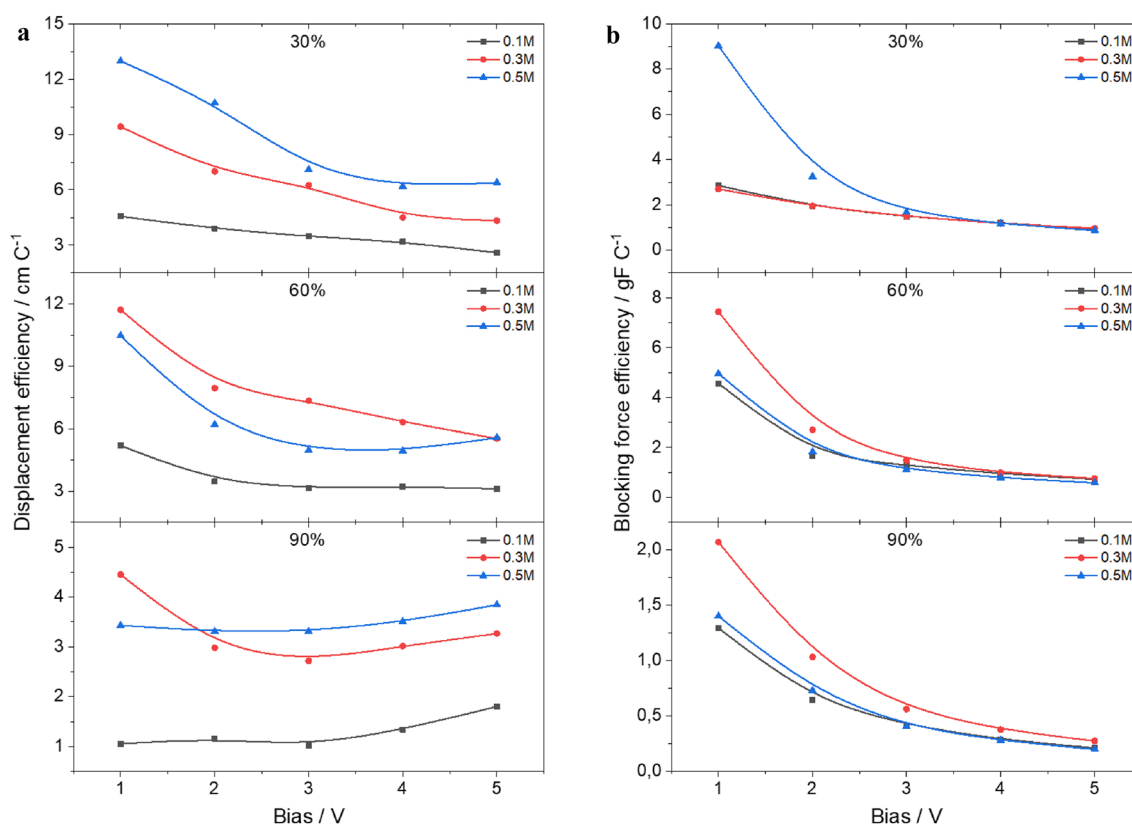 a
Displacement efficiency / cm C⁻¹
30%
0.1M
0.3M
0.5M
15
12
9
6
3
60%
0.1M
0.3M
0.5M
12
9
6
3
90%
0.1M
0.3M
0.5M
5
4
3
2
1
1 2 3 4 5
Bias / V
b
Blocking force efficiency / gF C⁻¹
30%
0.1M
0.3M
0.5M
10
8
6
4
2
0
60%
0.1M
0.3M
0.5M
8
6
4
2
0
90%
0.1M
0.3M
0.5M
2,0
1,5
1,0
0,5
0,0
1 2 3 4 5
Bias / V